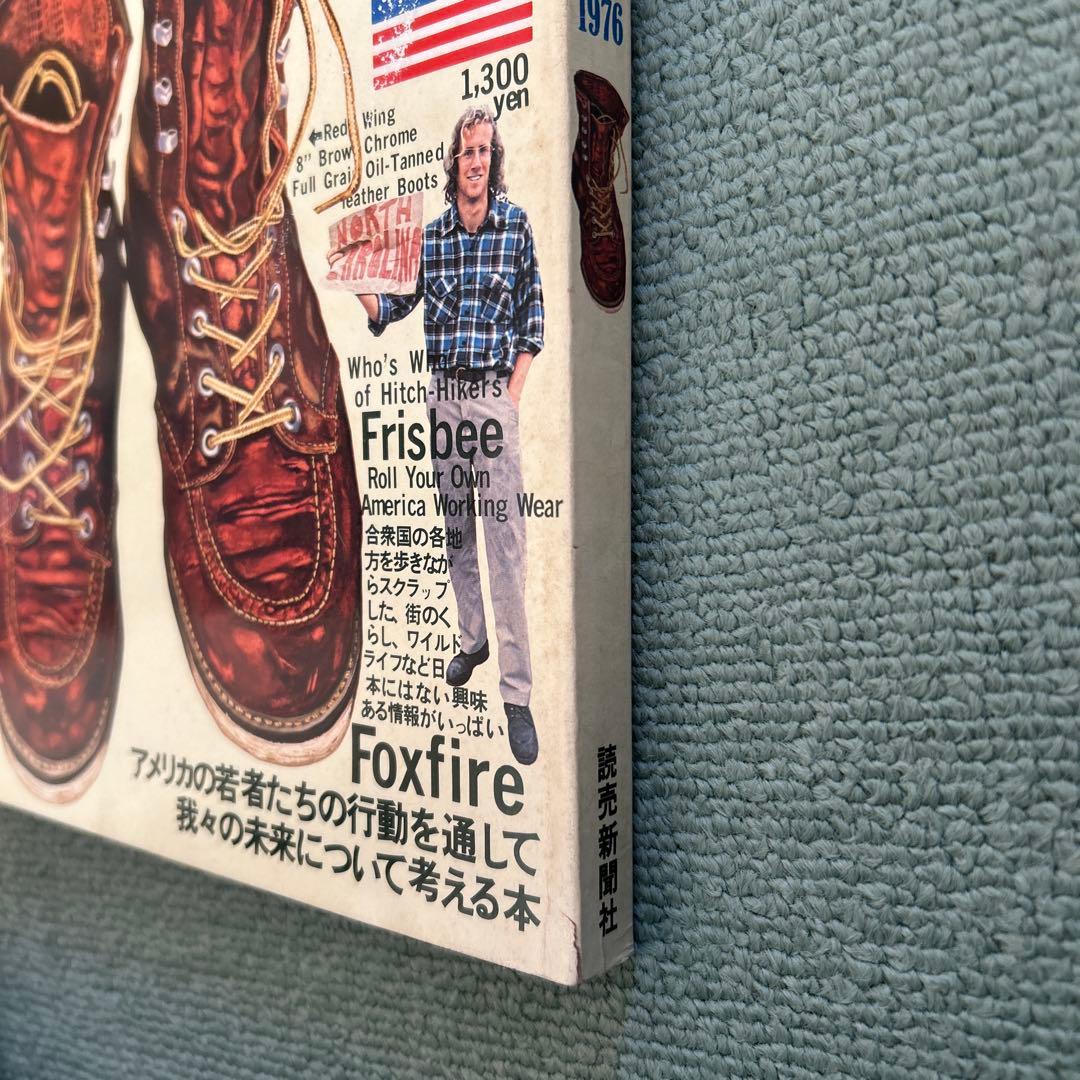 1,300
yen
←Red Wing
8" Brown Chrome
Full Grain Oil-Tanned
leather Boots
NORTH
CAROLINA
Who's Who
of Hitch-Hikers
Frisbee
Roll Your Own
America Working Wear
合衆国の各地
方を歩きなが
らスクラップ
した、街のく
らし、ワイルド
ライフなど日
本にはない興味
ある情報がいっぱい
Foxfire
アメリカの若者たちの行動を通して
我々の未来について考える本
1976
読売新聞社